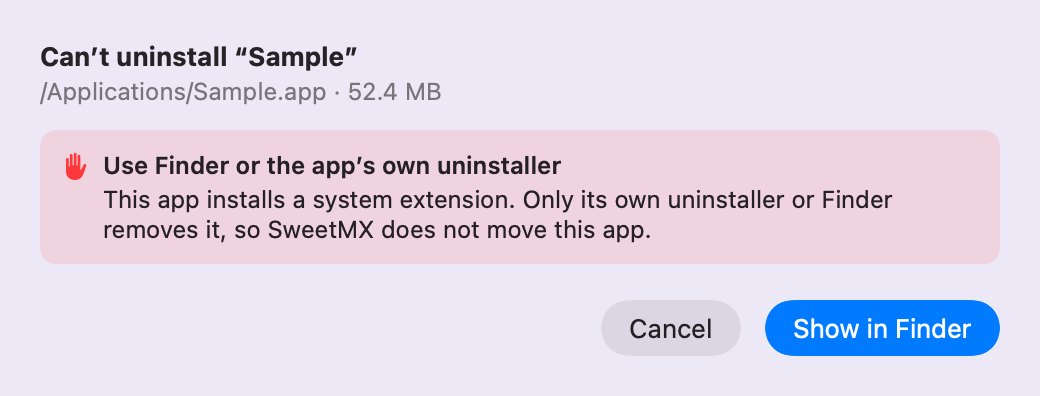 Can’t uninstall “Sample”
/Applications/Sample.app · 52.4 MB
Use Finder or the app’s own uninstaller
This app installs a system extension. Only its own uninstaller or Finder
removes it, so SweetMX does not move this app.
Cancel
Show in Finder